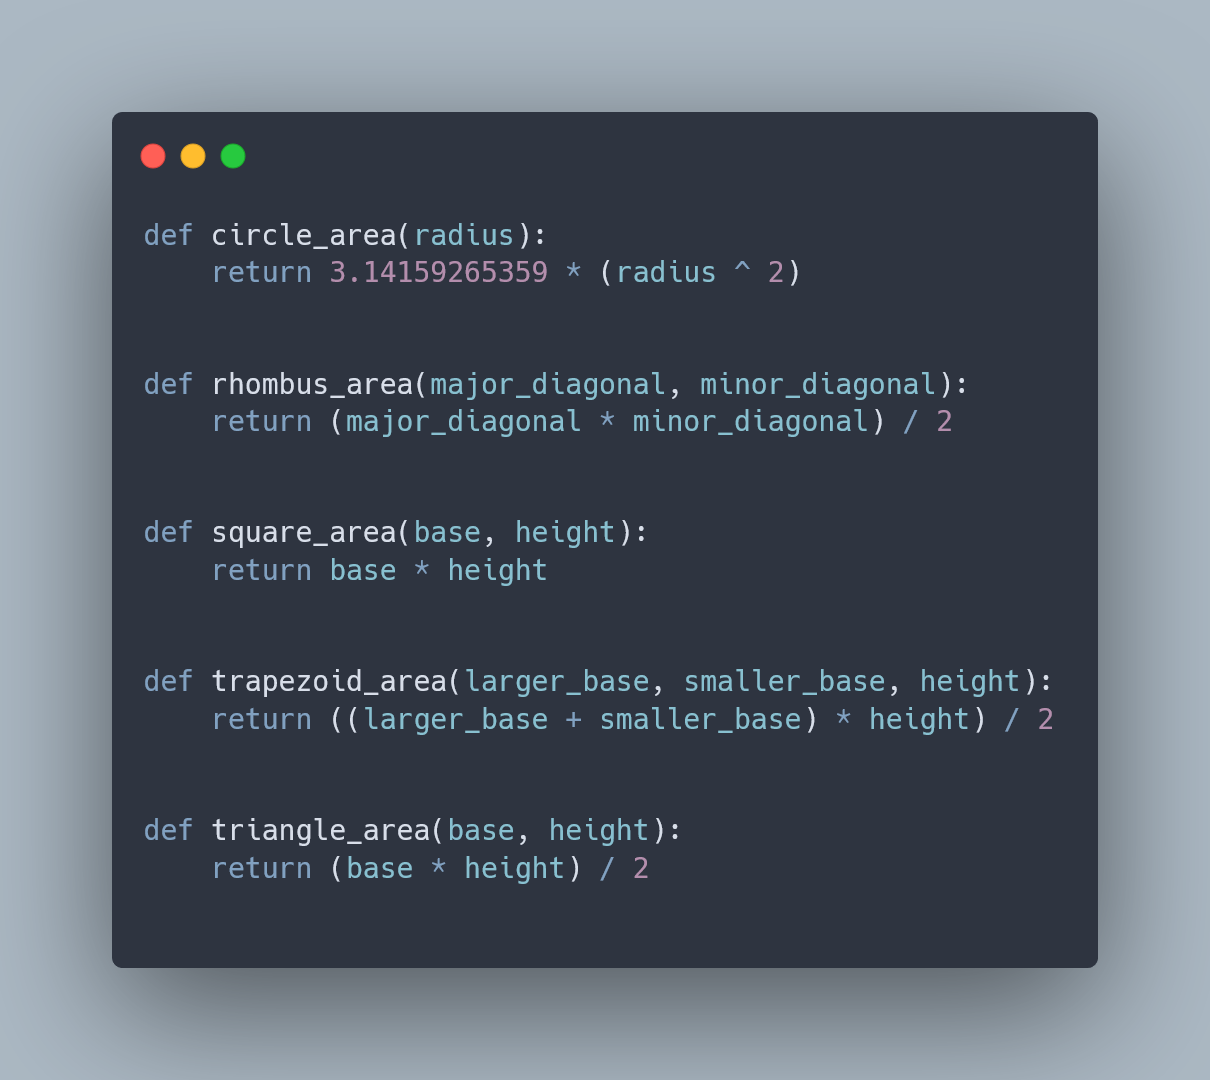 def circle_area(radius):
    return 3.14159265359 * (radius ^ 2)
def rhombus_area(major_diagonal, minor_diagonal):
    return (major_diagonal * minor_diagonal) / 2
def square_area(base, height):
    return base * height
def trapezoid_area(larger_base, smaller_base, height):
    return ((larger_base + smaller_base) * height) / 2
def triangle_area(base, height):
    return (base * height) / 2